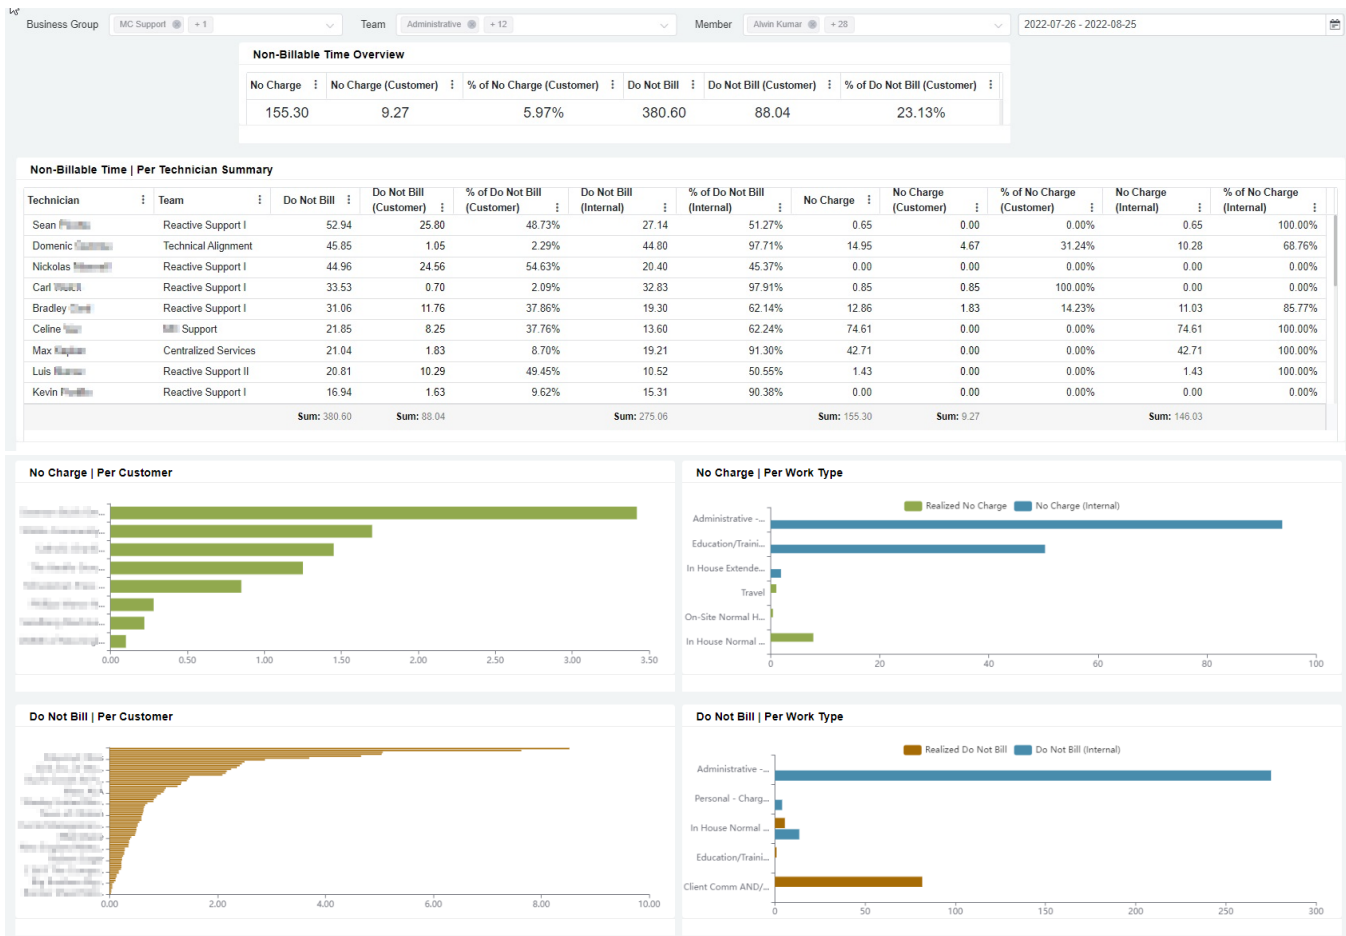 Business Group MC Support + 1 Team Administrative + 12 Member Alwin Kumar + 28 2022-07-26 - 2022-08-25
Non-Billable Time Overview
No Charge No Charge (Customer) % of No Charge (Customer) Do Not Bill Do Not Bill (Customer) % of Do Not Bill (Customer)
155.30 9.27 5.97% 380.60 88.04 23.13%
Non-Billable Time | Per Technician Summary
Technician Team Do Not Bill Do Not Bill (Customer) % of Do Not Bill (Customer) Do Not Bill (Internal) % of Do Not Bill (Internal) No Charge No Charge (Customer) % of No Charge (Customer) No Charge (Internal) % of No Charge (Internal)
Sean Reactive Support I 52.94 25.80 48.73% 27.14 51.27% 0.65 0.00 0.00% 0.65 100.00%
Domenic Technical Alignment 45.85 1.05 2.29% 44.80 97.71% 14.95 4.67 31.24% 10.28 68.76%
Nickolas Reactive Support I 44.96 24.56 54.63% 20.40 45.37% 0.00 0.00 0.00% 0.00 0.00%
Carl Reactive Support I 33.53 0.70 2.09% 32.83 97.91% 0.85 0.85 100.00% 0.00 0.00%
Bradley Reactive Support I 31.06 11.76 37.86% 19.30 62.14% 12.86 1.83 14.23% 11.03 85.77%
Celine Support 21.85 8.25 37.76% 13.60 62.24% 74.61 0.00 0.00% 74.61 100.00%
Max Centralized Services 21.04 1.83 8.70% 19.21 91.30% 42.71 0.00 0.00% 42.71 100.00%
Luis Reactive Support II 20.81 10.29 49.45% 10.52 50.55% 1.43 0.00 0.00% 1.43 100.00%
Kevin Reactive Support I 16.94 1.63 9.62% 15.31 90.38% 0.00 0.00 0.00% 0.00 0.00%
Sum: 380.60 Sum: 88.04 Sum: 275.06 Sum: 155.30 Sum: 9.27 Sum: 146.03
No Charge | Per Customer
0.00 0.50 1.00 1.50 2.00 2.50 3.00 3.50
No Charge | Per Work Type
Realized No Charge No Charge (Internal)
Administrative -...
Education/Traini...
In House Extende...
Travel
On-Site Normal H...
In House Normal ...
0 20 40 60 80 100
Do Not Bill | Per Customer
0.00 2.00 4.00 6.00 8.00 10.00
Do Not Bill | Per Work Type
Realized Do Not Bill Do Not Bill (Internal)
Administrative -...
Personal - Charg...
In House Normal ...
Education/Traini...
Client Comm AND/...
0 50 100 150 200 250 300